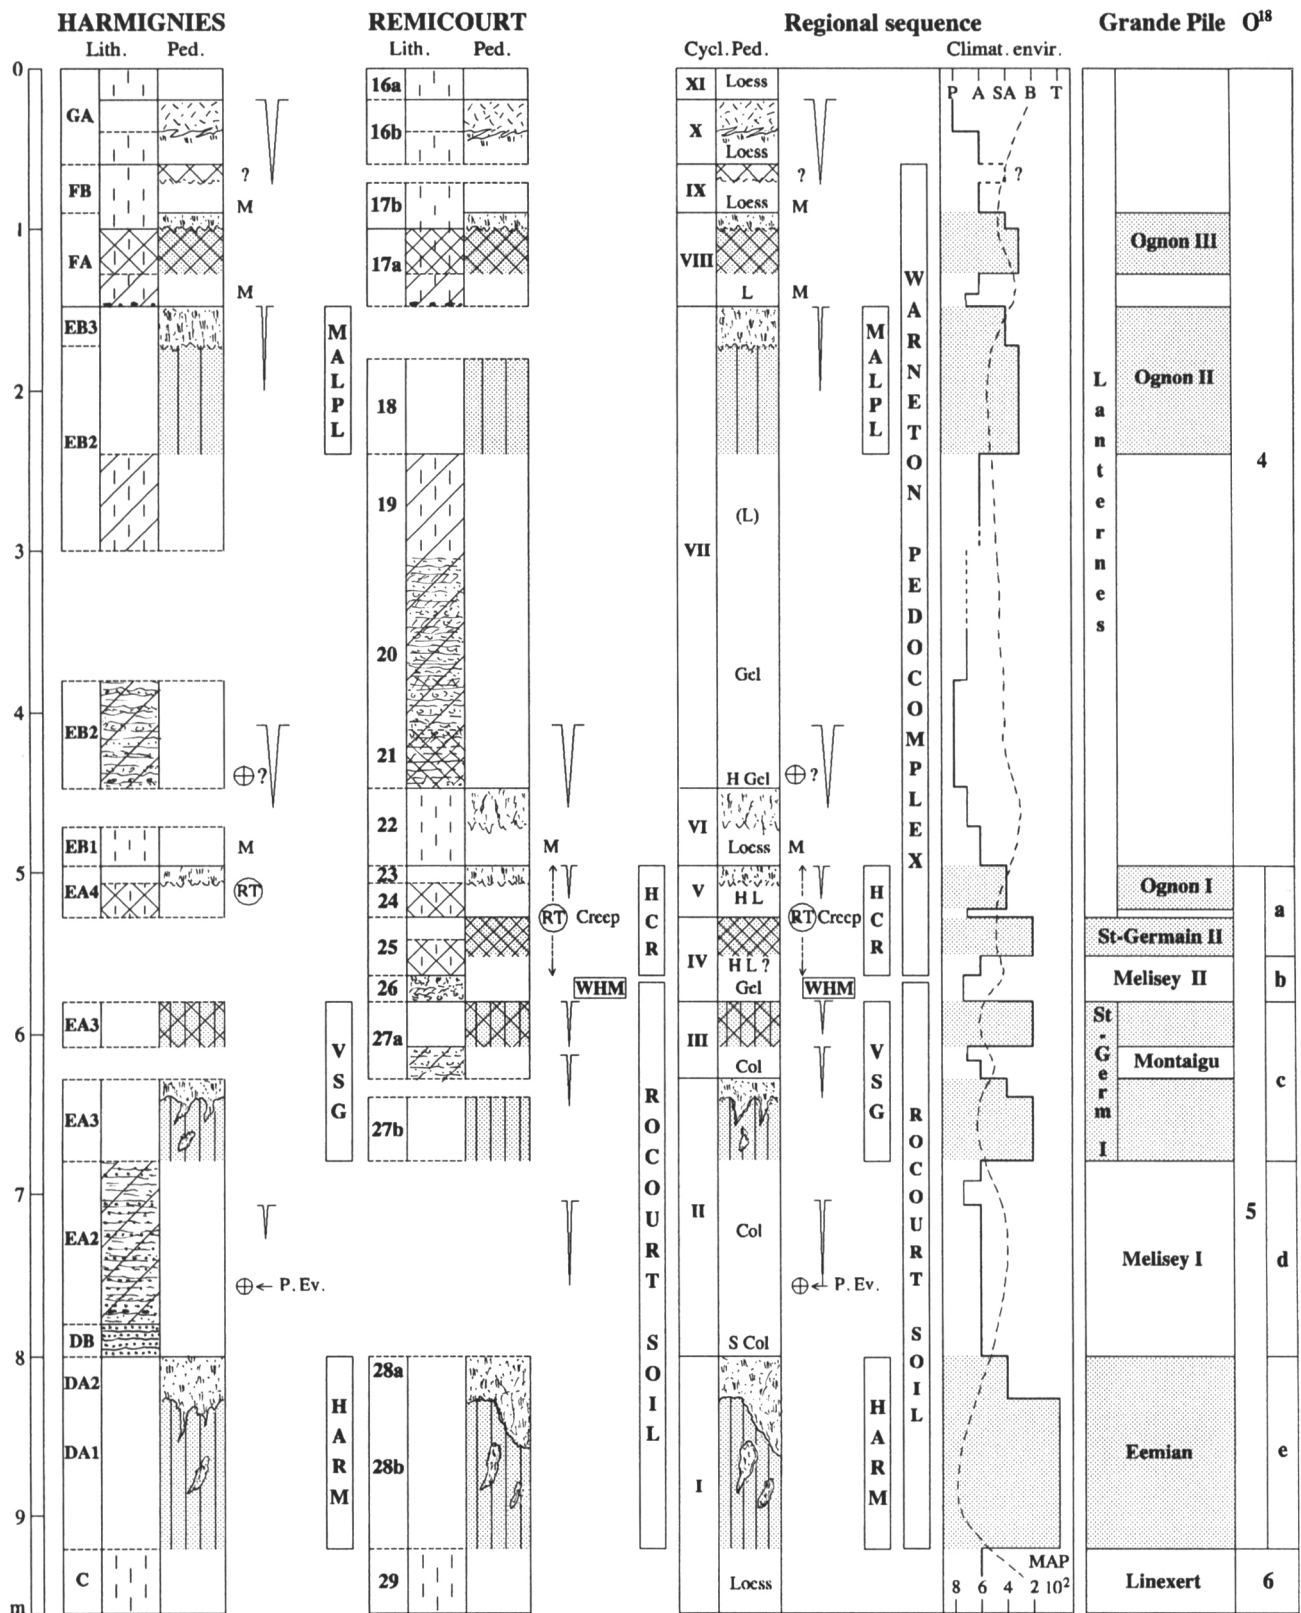 HARMIGNIES REMICOURT Regional sequence Grande Pile O18
Lith. Ped. Lith. Ped. Cycl. Ped. Climat. envir.
0 16a XI Loess
P A SA B T
GA 16b X
Loess
FB ? IX ? ?
M 17b Loess M
1 Ognon III
FA 17a VIII
M L M
EB3
2 18 Ognon II
EB2
MALPL
MALPL
4
19
(L)
3 VII
20
Gel
4
EB2
21
? H Gel ?
22 VI
EB1 M M Loess M
5 23 V Ognon I
EA4 RT 24 H L a
RT Creep RT Creep
HCR
HCR
25 IV St-Germain II
H L ?
26 WHM Gel WHM Melisey II b
WARNETON PEDOCOMPLEX
Lanternes
6 EA3 27a III
Montaigu
Col c
VSG
VSG
St-Germ I
EA3 27b
7 II 5
EA2 Col Melisey I d
P. Ev. P. Ev.
DB S Col
8 DA2 28a
DA1 28b I Eemian e
HARM
HARM
ROCOURT SOIL
ROCOURT SOIL
9
MAP
C 29 Loess 8 6 4 2 102 Linexert 6
m